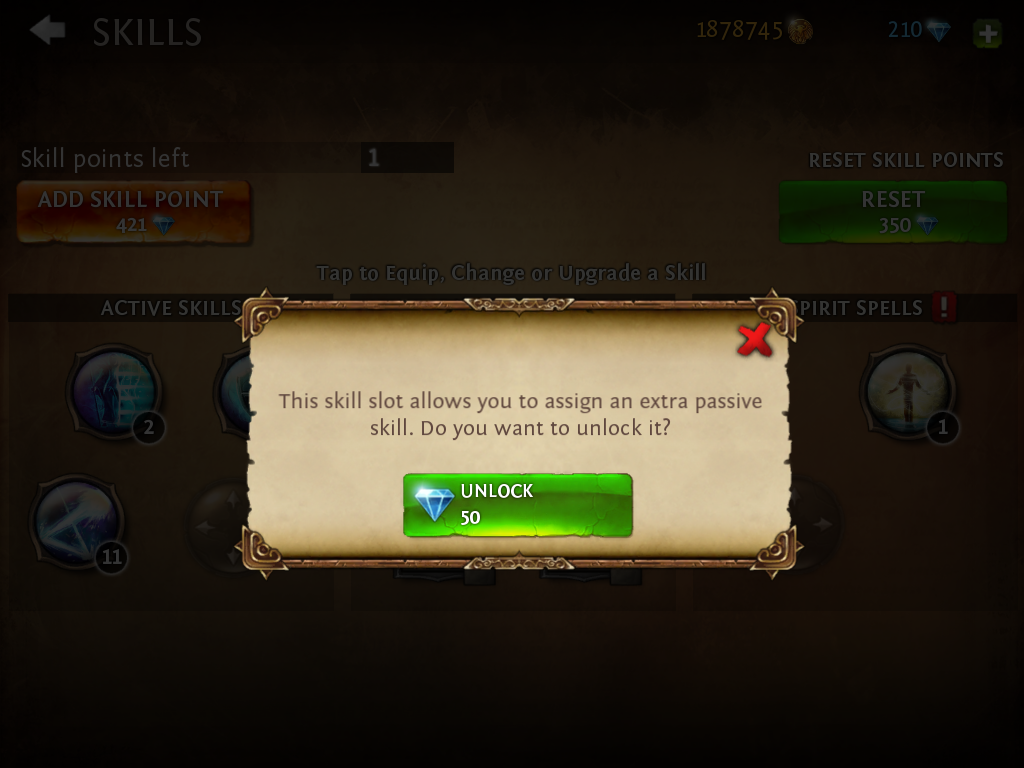 SKILLS
1878745
210
Skill points left
1
RESET SKILL POINTS
ADD SKILL POINT
421
RESET
350
Tap to Equip, Change or Upgrade a Skill
ACTIVE SKILLS
SPIRIT SPELLS
!
This skill slot allows you to assign an extra passive
skill. Do you want to unlock it?
2
1
UNLOCK
50
11